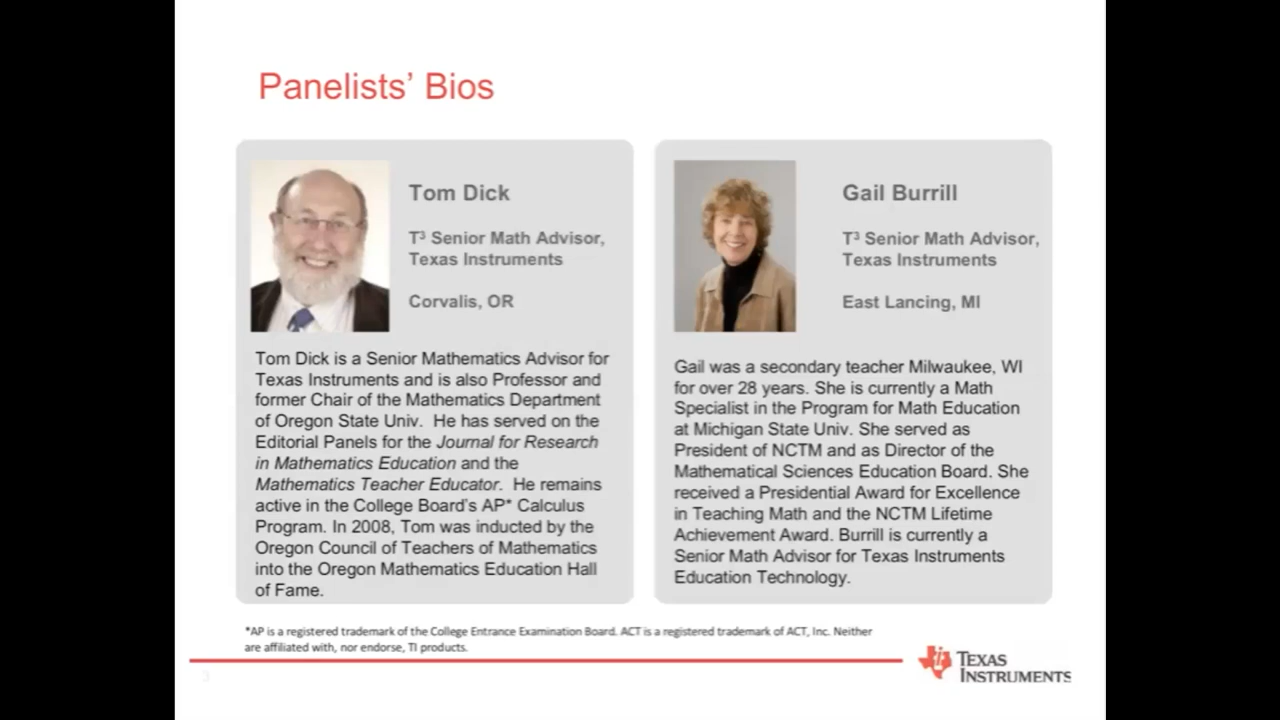 Panelists' Bios
Tom Dick
T³ Senior Math Advisor,
Texas Instruments
Corvalis, OR
Tom Dick is a Senior Mathematics Advisor for
Texas Instruments and is also Professor and
former Chair of the Mathematics Department
of Oregon State Univ. He has served on the
Editorial Panels for the Journal for Research
in Mathematics Education and the
Mathematics Teacher Educator. He remains
active in the College Board's AP* Calculus
Program. In 2008, Tom was inducted by the
Oregon Council of Teachers of Mathematics
into the Oregon Mathematics Education Hall
of Fame.
Gail Burrill
T³ Senior Math Advisor,
Texas Instruments
East Lancing, MI
Gail was a secondary teacher Milwaukee, WI
for over 28 years. She is currently a Math
Specialist in the Program for Math Education
at Michigan State Univ. She served as
President of NCTM and as Director of the
Mathematical Sciences Education Board. She
received a Presidential Award for Excellence
in Teaching Math and the NCTM Lifetime
Achievement Award. Burrill is currently a
Senior Math Advisor for Texas Instruments
Education Technology.
*AP is a registered trademark of the College Entrance Examination Board. ACT is a registered trademark of ACT, Inc. Neither
are affiliated with, nor endorse, TI products.
3
TEXAS
INSTRUMENTS